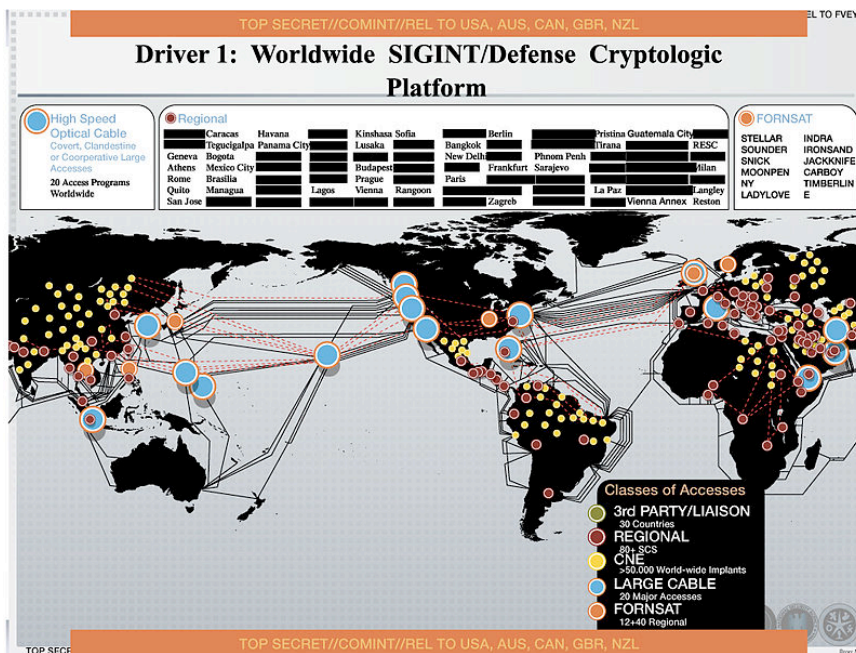 TOP SECRET//COMINT//REL TO USA, AUS, CAN, GBR, NZL
EL TO FVEY
Driver 1: Worldwide SIGINT/Defense Cryptologic
Platform
High Speed
Optical Cable
Covert, Clandestine
or Coorperative Large
Accesses
20 Access Programs
Worldwide
Regional
Caracas Havana Kinshasa Sofia Berlin Pristina Guatemala City
Tegucigalpa Panama City Lusaka Bangkok Tirana RESC
Geneva Bogota New Delhi Phnom Penh
Athens Mexico City Budapest Frankfurt Sarajevo Milan
Rome Brasilia Prague Paris
Quito Managua Lagos Vienna Rangoon La Paz Langley
San Jose Zagreb Vienna Annex Reston
FORNSAT
STELLAR INDRA
SOUNDER IRONSAND
SNICK JACKKNIFE
MOONPEN CARBOY
NY TIMBERLIN
LADYLOVE E
Classes of Accesses
3rd PARTY/LIAISON
30 Countries
REGIONAL
80+ SCS
CNE
>50.000 World-wide Implants
LARGE CABLE
20 Major Accesses
FORNSAT
12+40 Regional
TOP SECRET//COMINT//REL TO USA, AUS, CAN, GBR, NZL
TOP SECR